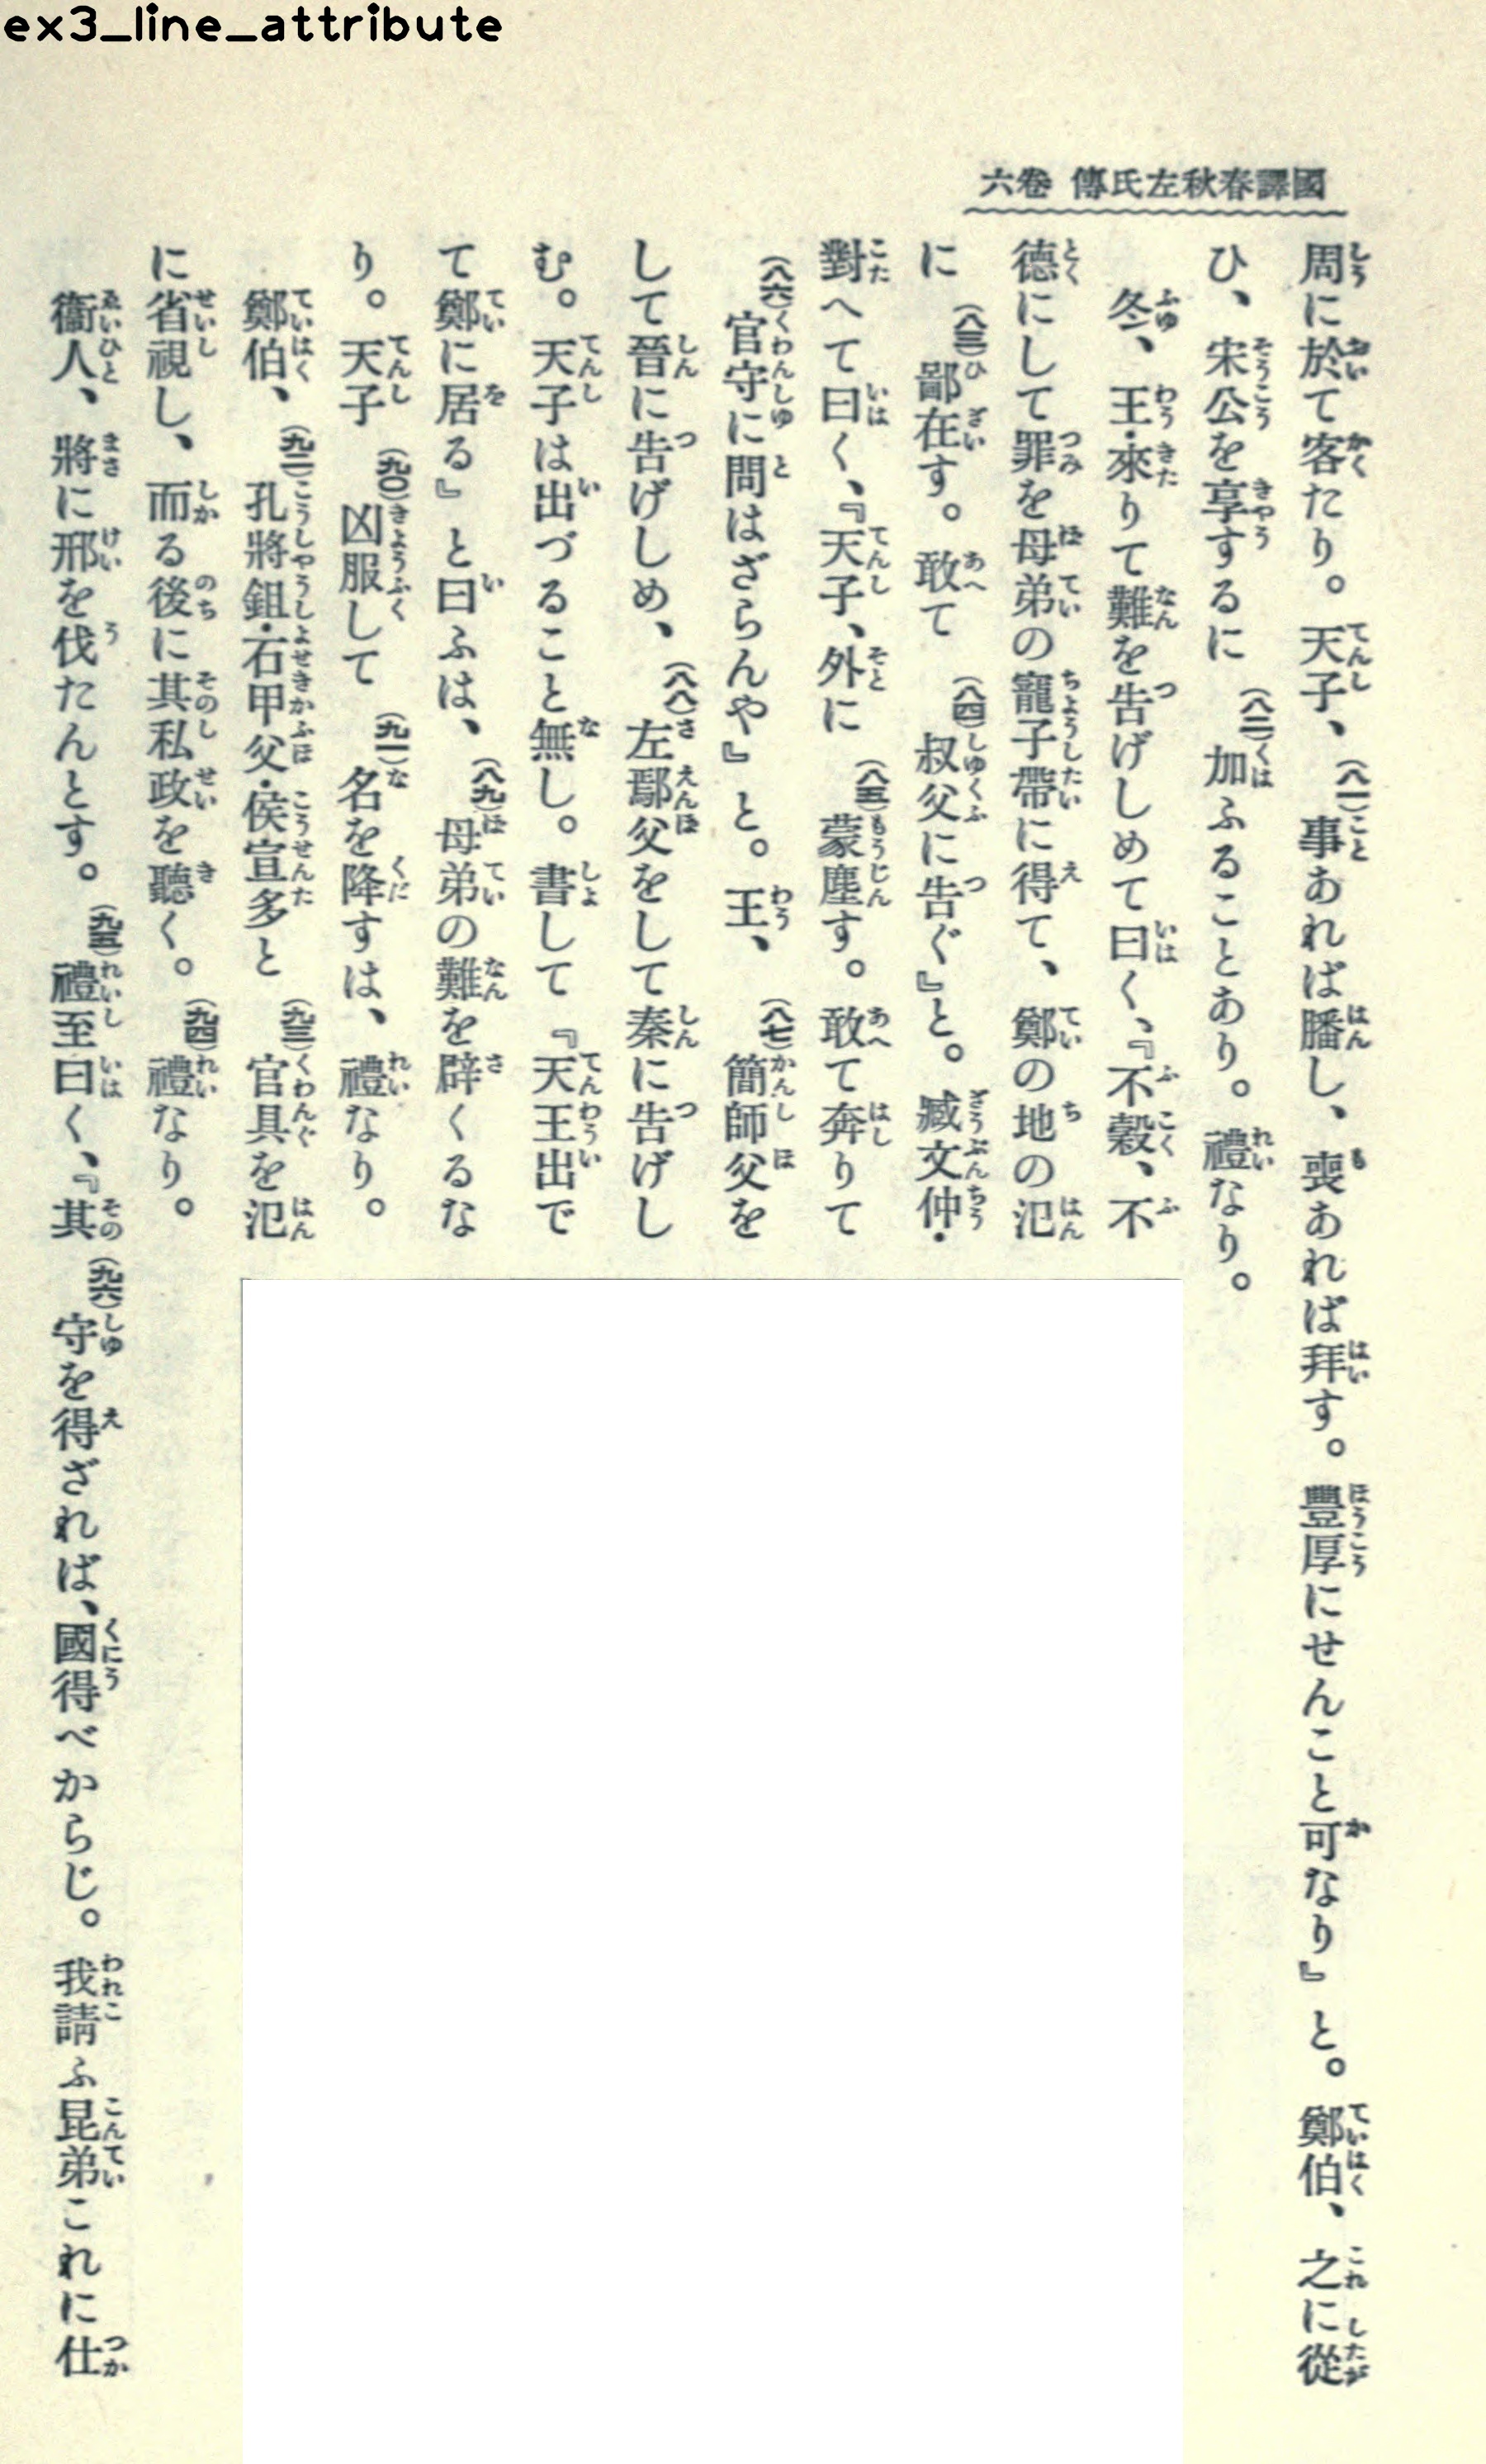 ex3_line_attribute
國譯春秋左氏傳 卷六
周に於て客たり。天子、(八一)事あれば膰し、喪あれば拜す。豐厚にせんこと可なり』と。鄭伯、之に從
ひ、宋公を享するに(八二)加ふることあり。禮なり。
冬、王・來りて難を告げしめて曰く、『不穀、不
德にして罪を母弟の寵子帶に得て、鄭の地の氾
に(八三)鄙在す。敢て(八四)叔父に告ぐ』と。臧文仲・
對へて曰く、『天子、外に(八五)蒙塵す。敢て奔りて
(八六)官守に問はざらんや』と。王、(八七)簡師父を
して晉に告げしめ、(八八)左鄢父をして秦に告げし
む。天子は出づること無し。書して『天王出で
て鄭に居る』と曰ふは、(八九)母弟の難を辟くるな
り。天子(九〇)凶服して(九一)名を降すは、禮なり。
鄭伯、(九二)孔將鉏・石甲父・侯宣多と(九三)官具を氾
に省視し、而る後に其私政を聽く。(九四)禮なり。
衞人、將に邢を伐たんとす。(九五)禮至曰く、『其(九六)守を得ざれば、國得べからじ。我請ふ昆弟これに仕